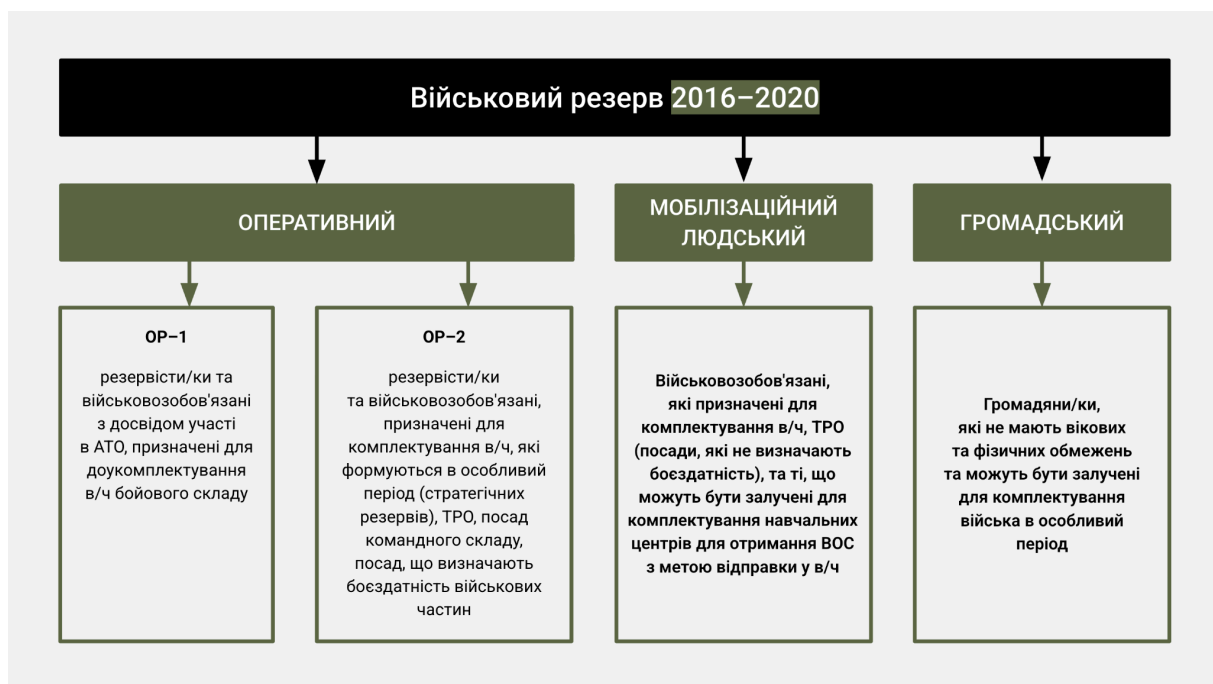 Військовий резерв 2016–2020
ОПЕРАТИВНИЙ
МОБІЛІЗАЦІЙНИЙ
ЛЮДСЬКИЙ
ГРОМАДСЬКИЙ
ОР–1
резервісти/ки та
військовозобов'язані
з досвідом участі
в АТО, призначені для
доукомплектування
в/ч бойового складу
ОР–2
резервісти/ки
та військовозобов'язані,
призначені для
комплектування в/ч, які
формуються в особливий
період (стратегічних
резервів), ТРО, посад
командного складу,
посад, що визначають
боєздатність військових
частин
Військовозобов'язані,
які призначені для
комплектування в/ч, ТРО
(посади, які не визначають
боєздатність), та ті, що
можуть бути залучені для
комплектування навчальних
центрів для отримання ВОС
з метою відправки у в/ч
Громадяни/ки,
які не мають вікових
та фізичних обмежень
та можуть бути залучені
для комплектування
війська в особливий
період